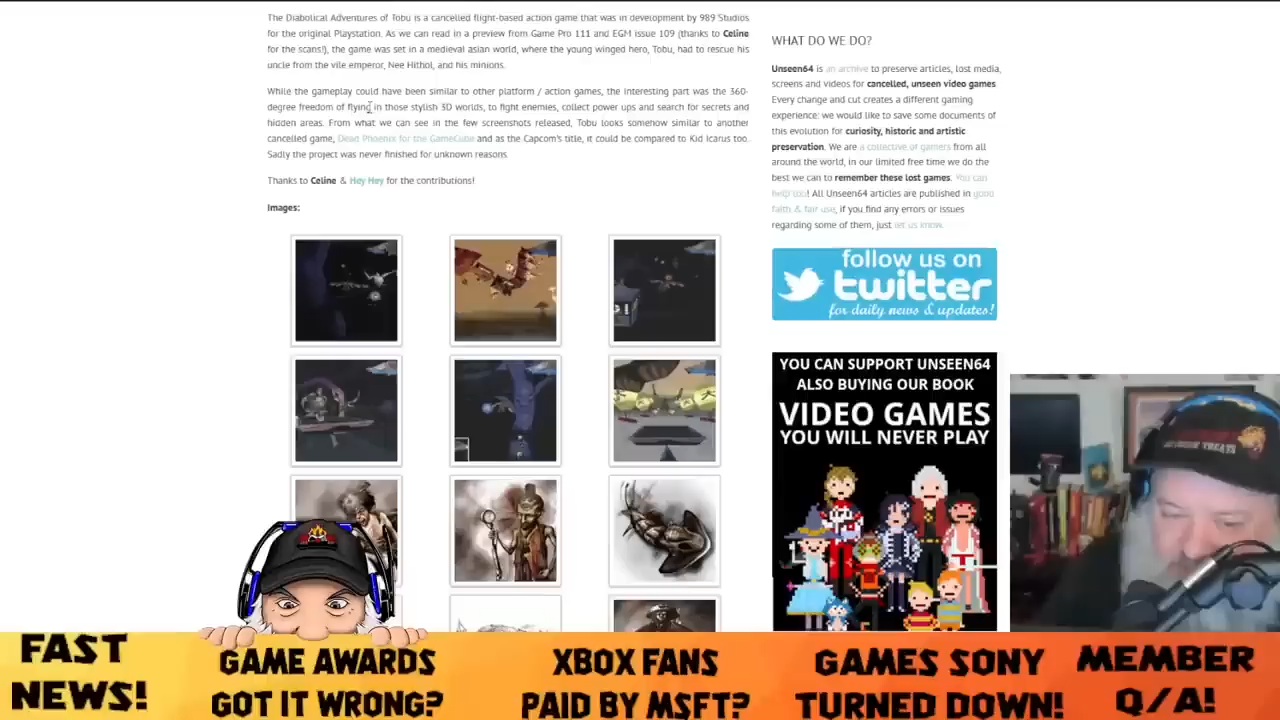 The Diabolical Adventures of Tobu is a cancelled flight-based action game that was in development by 989 Studios
for the original Playstation. As we can read in a preview from Game Pro 111 and EGM issue 109 (thanks to Celine
for the scans!), the game was set in a medieval asian world, where the young winged hero, Tobu, had to rescue his
uncle from the vile emperor, Nee Hithol, and his minions.
While the gameplay could have been similar to other platform / action games, the interesting part was the 360-
degree freedom of flying in those stylish 3D worlds, to fight enemies, collect power ups and search for secrets and
hidden areas. From what we can see in the few screenshots released, Tobu looks somehow similar to another
cancelled game, Dead Phoenix for the GameCube and as the Capcom's title, it could be compared to Kid Icarus too.
Sadly the project was never finished for unknown reasons.
Thanks to Celine & Hey Hey for the contributions!
Images:
WHAT DO WE DO?
Unseen64 is an archive to preserve articles, lost media,
screens and videos for cancelled, unseen video games
Every change and cut creates a different gaming
experience: we would like to save some documents of
this evolution for curiosity, historic and artistic
preservation. We are a collective of gamers from all
around the world, in our limited free time we do the
best we can to remember these lost games. You can
help too! All Unseen64 articles are published in good
faith & fair use, if you find any errors or issues
regarding some of them, just let us know.
follow us on
twitter
for daily news & updates!
YOU CAN SUPPORT UNSEEN64
ALSO BUYING OUR BOOK
VIDEO GAMES
YOU WILL NEVER PLAY
FAST
NEWS!
GAME AWARDS
GOT IT WRONG?
XBOX FANS
PAID BY MSFT?
GAMES SONY
TURNED DOWN!
MEMBER
Q/A!